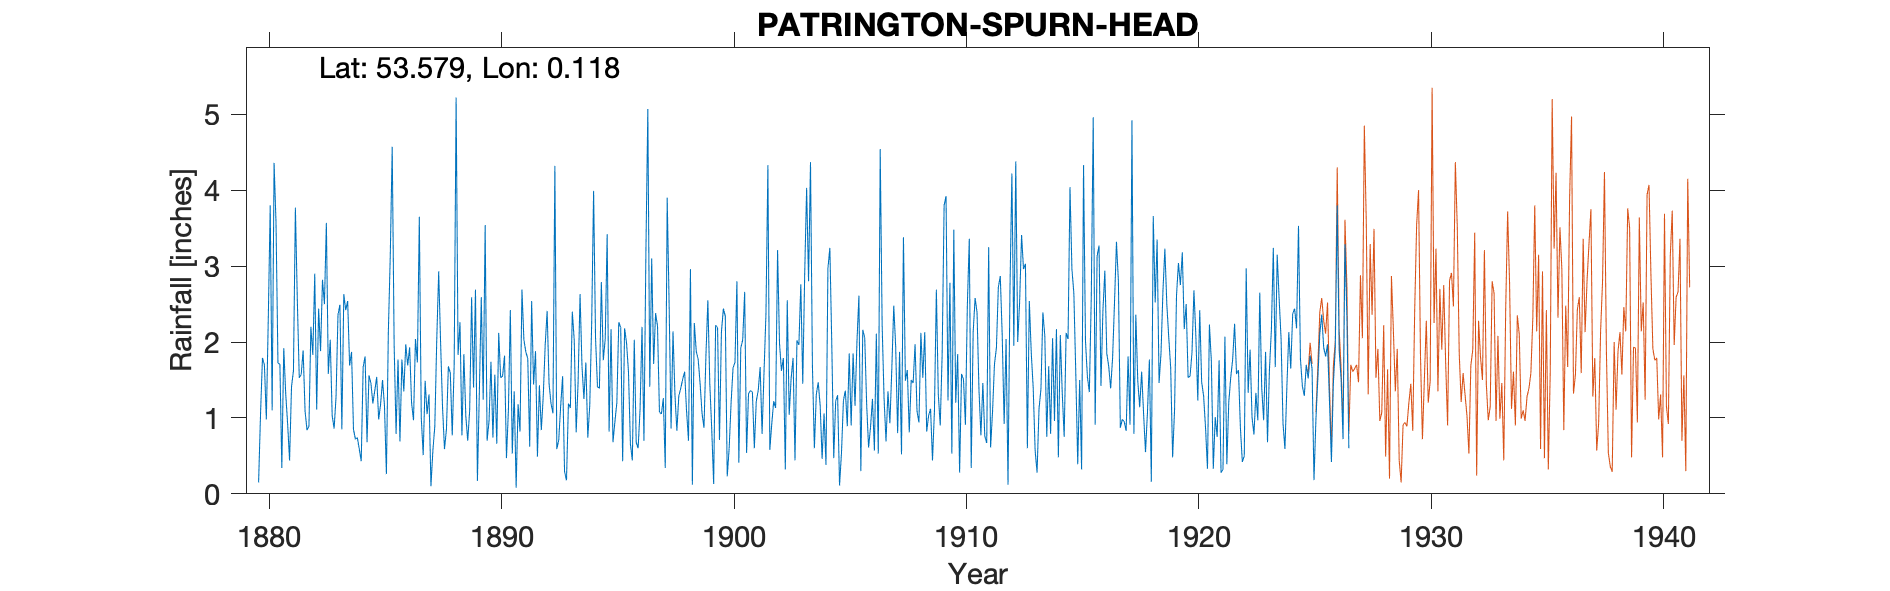 PATRINGTON-SPURN-HEAD
Lat: 53.579, Lon: 0.118
Rainfall [inches]
5
4
3
2
1
0
1880 1890 1900 1910 1920 1930 1940
Year